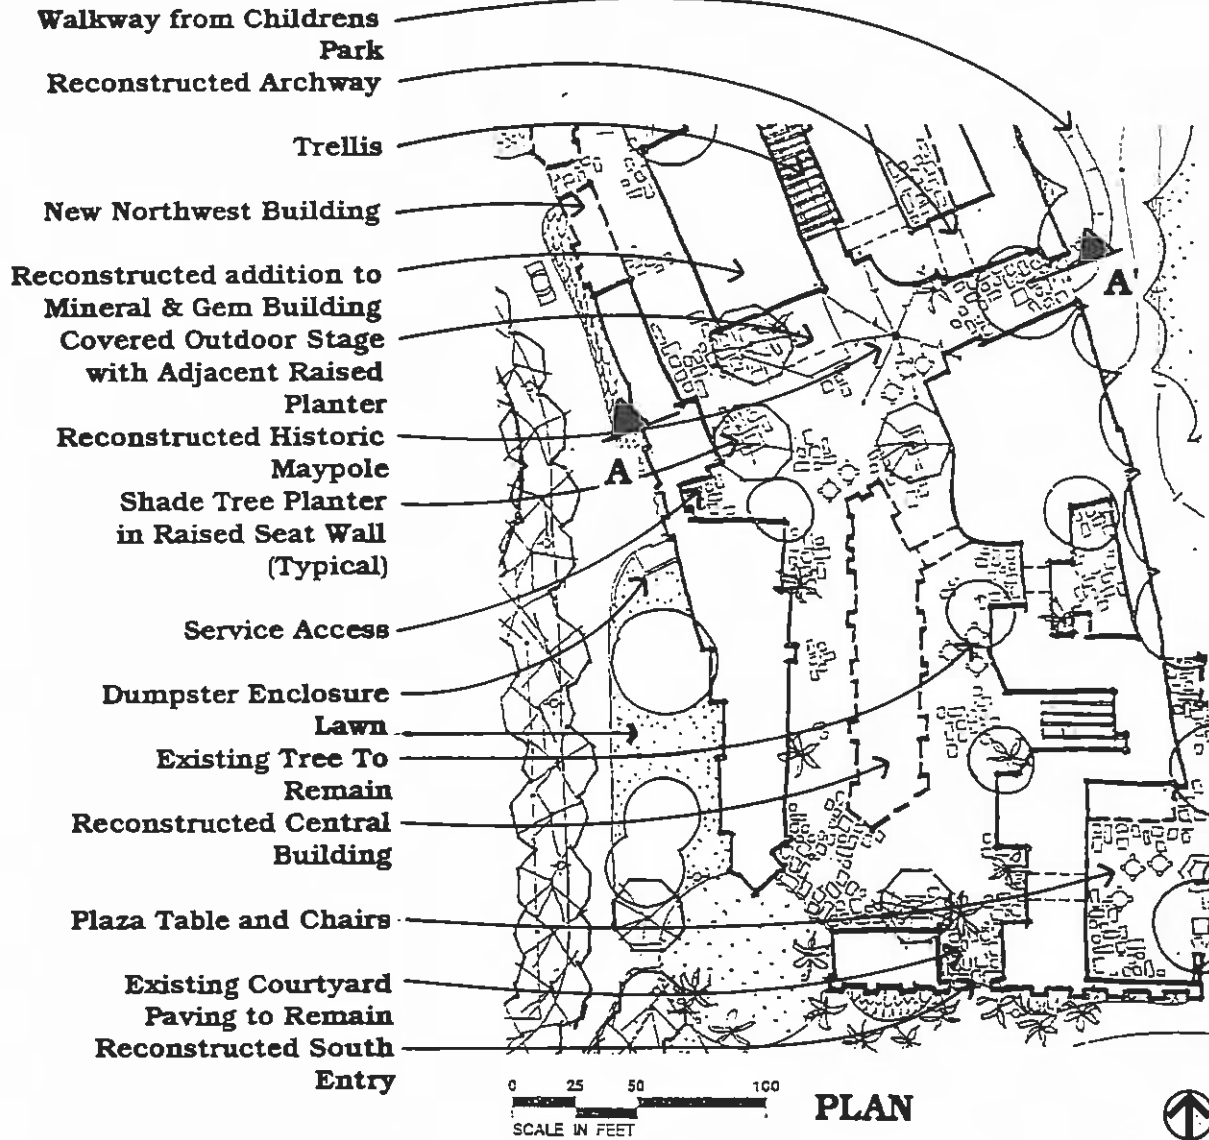 Walkway from Childrens
Park
Reconstructed Archway
Trellis
New Northwest Building
Reconstructed addition to
Mineral & Gem Building
Covered Outdoor Stage
with Adjacent Raised
Planter
Reconstructed Historic
Maypole
Shade Tree Planter
in Raised Seat Wall
(Typical)
Service Access
Dumpster Enclosure
Lawn
Existing Tree To
Remain
Reconstructed Central
Building
Plaza Table and Chairs
Existing Courtyard
Paving to Remain
Reconstructed South
Entry
A'
A
0 25 50 100
SCALE IN FEET
PLAN